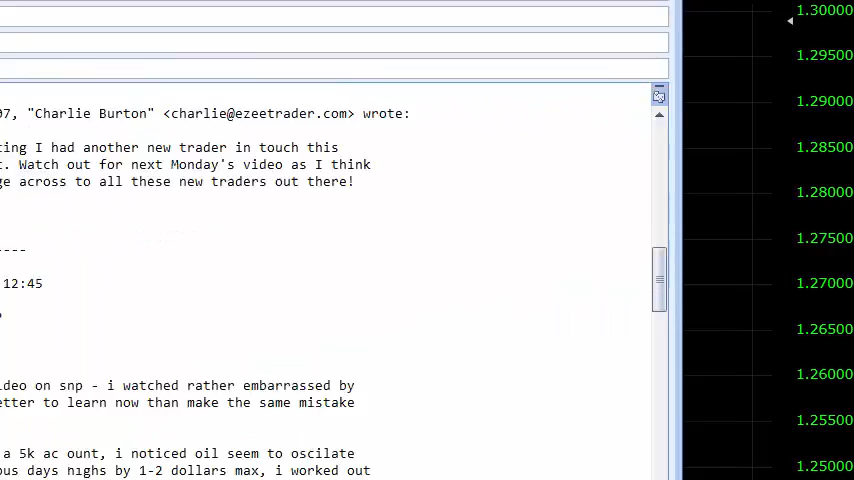 1.30000
1.29500
1.29000
07, "Charlie Burton" <charlie@ezeetrader.com> wrote:
ting I had another new trader in touch this
1.28500
t. Watch out for next Monday's video as I think
ge across to all these new traders out there!
1.28000
1.27500
----
12:45
1.27000
1.26500
1.26000
ideo on snp - i watched rather embarrassed by
etter to learn now than make the same mistake
1.25500
a 5k ac ount, i noticed oil seem to oscilate
ous days highs by 1-2 dollars max, i worked out
1.25000